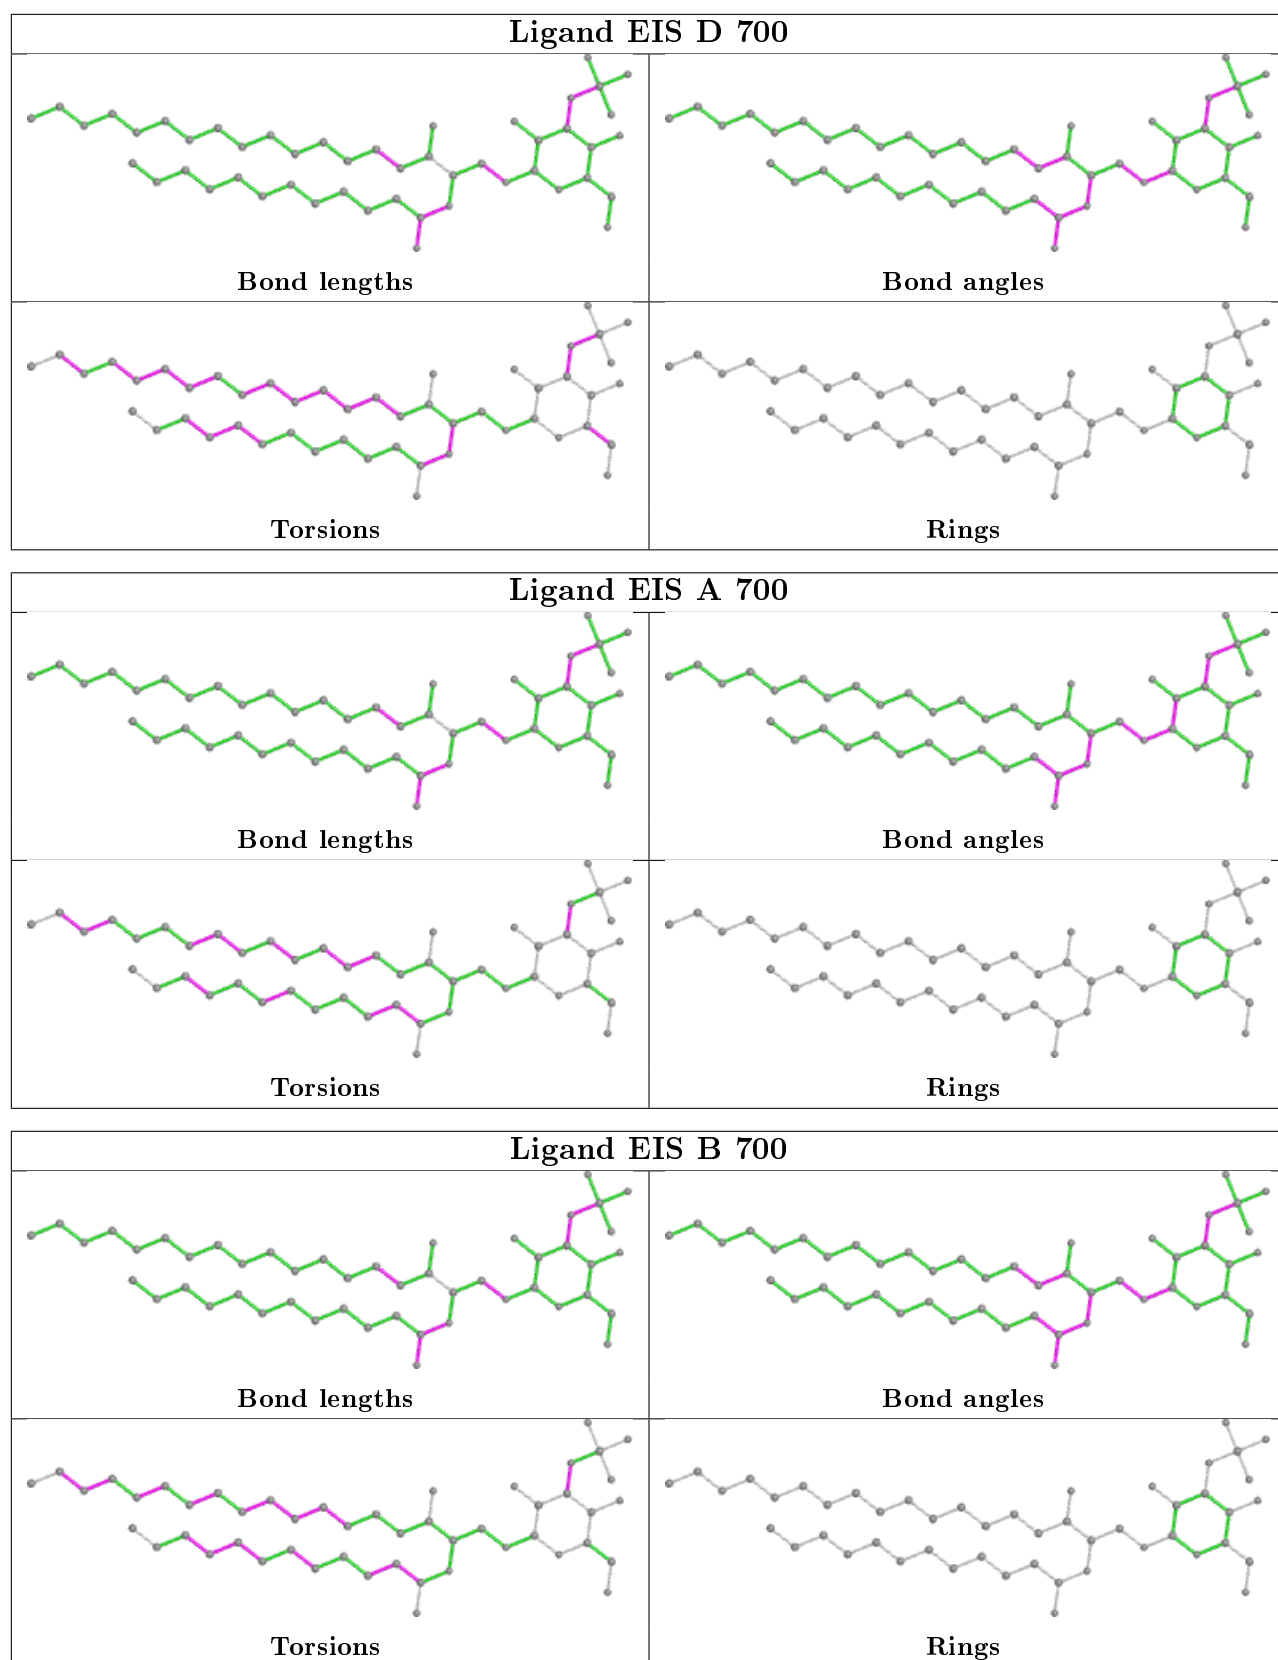 Ligand EIS D 700
Bond lengths
Bond angles
Torsions
Rings
Ligand EIS A 700
Bond lengths
Bond angles
Torsions
Rings
Ligand EIS B 700
Bond lengths
Bond angles
Torsions
Rings